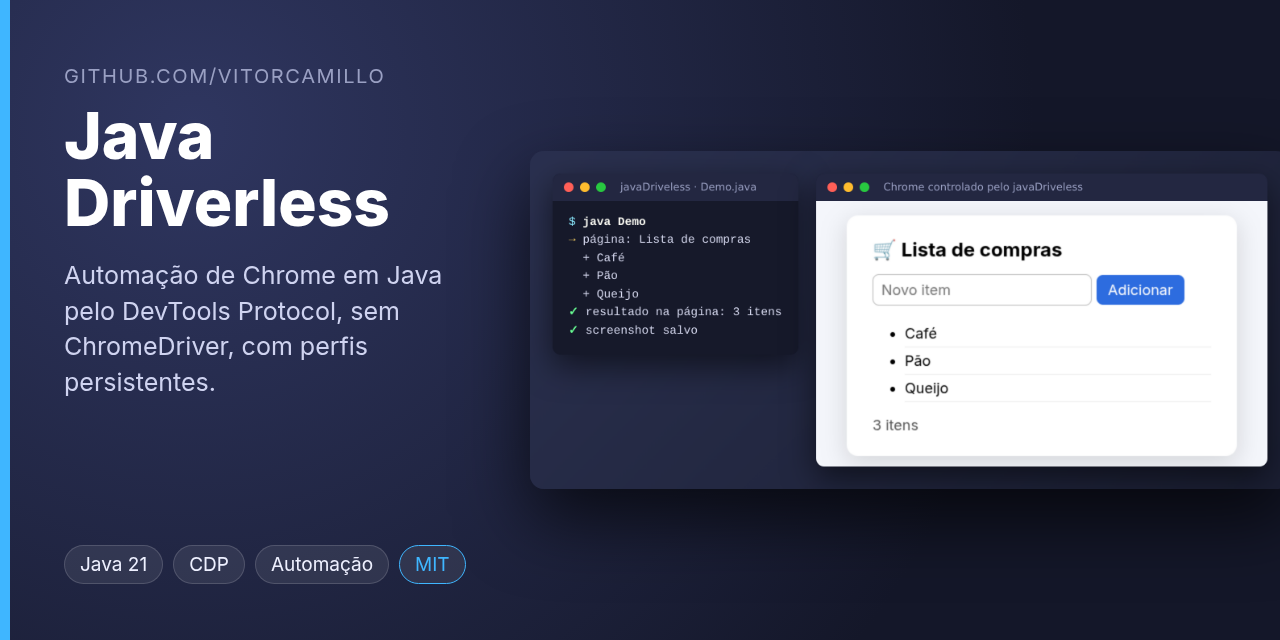 GITHUB.COM/VITORCAMILLO
Java
Driverless
Automação de Chrome em Java
pelo DevTools Protocol, sem
ChromeDriver, com perfis
persistentes.
Java 21
CDP
Automação
MIT
javaDriveless · Demo.java
$ java Demo
→ página: Lista de compras
+ Café
+ Pão
+ Queijo
✓ resultado na página: 3 itens
✓ screenshot salvo
Chrome controlado pelo javaDriveless
🛒 Lista de compras
Novo item
Adicionar
• Café
• Pão
• Queijo
3 itens